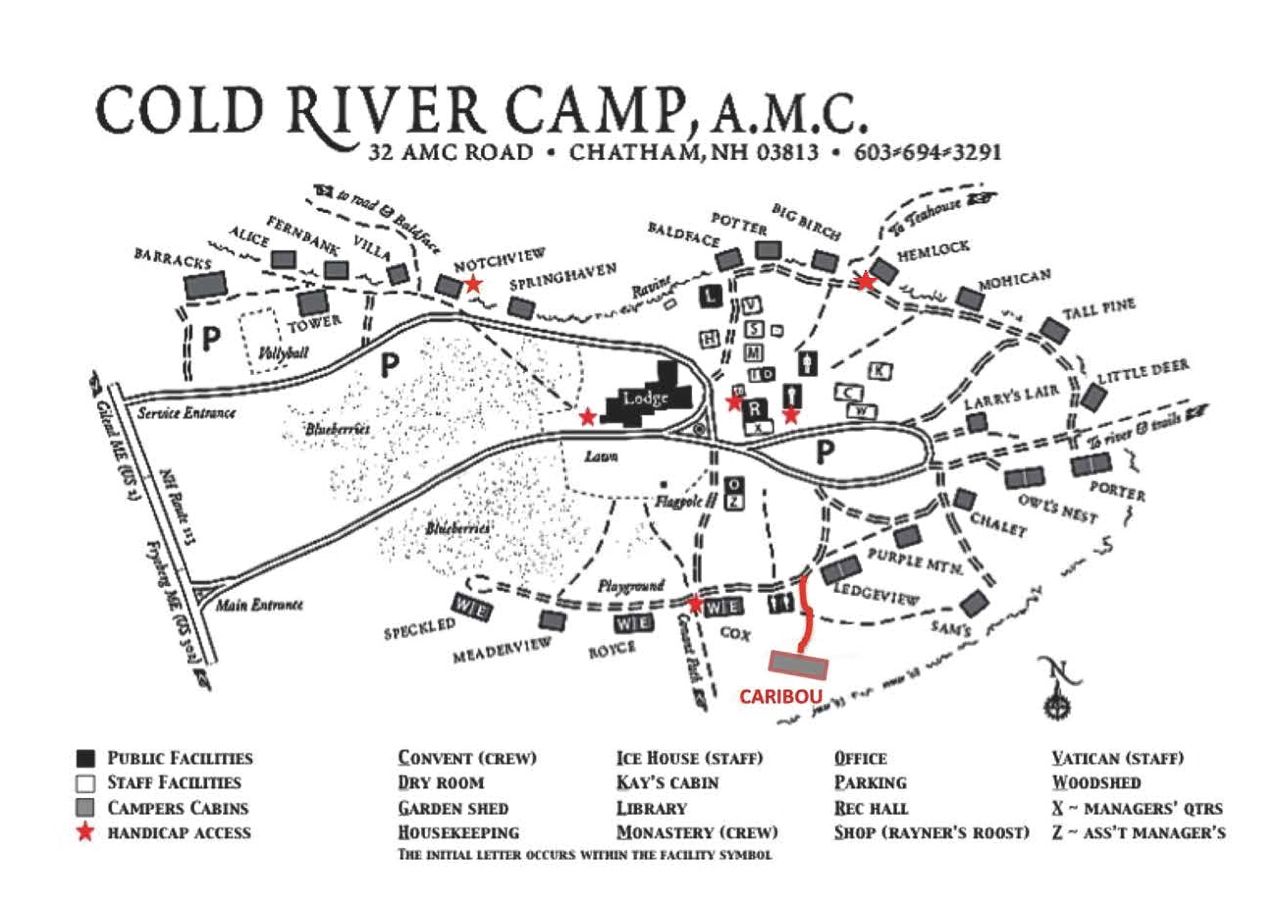 COLD RIVER CAMP, A.M.C.
32 AMC ROAD • CHATHAM, NH 03813 • 603-694-3291
to road & Baldface
To Teahouse
BARRACKS
ALICE
FERNBANK
VILLA
NOTCHVIEW
SPRINGHAVEN
Ravine
BALDFACE
POTTER
BIG BIRCH
HEMLOCK
MOHICAN
TALL PINE
LITTLE DEER
LARRY'S LAIR
To river & trails
P
TOWER
Vollyball
P
L
V
H
S
M
I D
K
C
W
R
X
Lodge
P
Gilead ME (US 2)
Service Entrance
Blueberries
Lawn
Flagpole
O
Z
NH Route 113
Blueberries
OWL'S NEST
PORTER
CHALET
PURPLE MTN.
LEDGEVIEW
SAM'S
Fryeberg ME (US 302)
Main Entrance
Playground
W E
SPECKLED
MEADERVIEW
W E
ROYCE
W E
COX
Conant Path
CARIBOU
N
PUBLIC FACILITIES
STAFF FACILITIES
CAMPERS CABINS
HANDICAP ACCESS
CONVENT (CREW)
DRY ROOM
GARDEN SHED
HOUSEKEEPING
ICE HOUSE (STAFF)
KAY'S CABIN
LIBRARY
MONASTERY (CREW)
OFFICE
PARKING
REC HALL
SHOP (RAYNER'S ROOST)
VATICAN (STAFF)
WOODSHED
X ~ MANAGERS' QTRS
Z ~ ASS'T MANAGER'S
THE INITIAL LETTER OCCURS WITHIN THE FACILITY SYMBOL